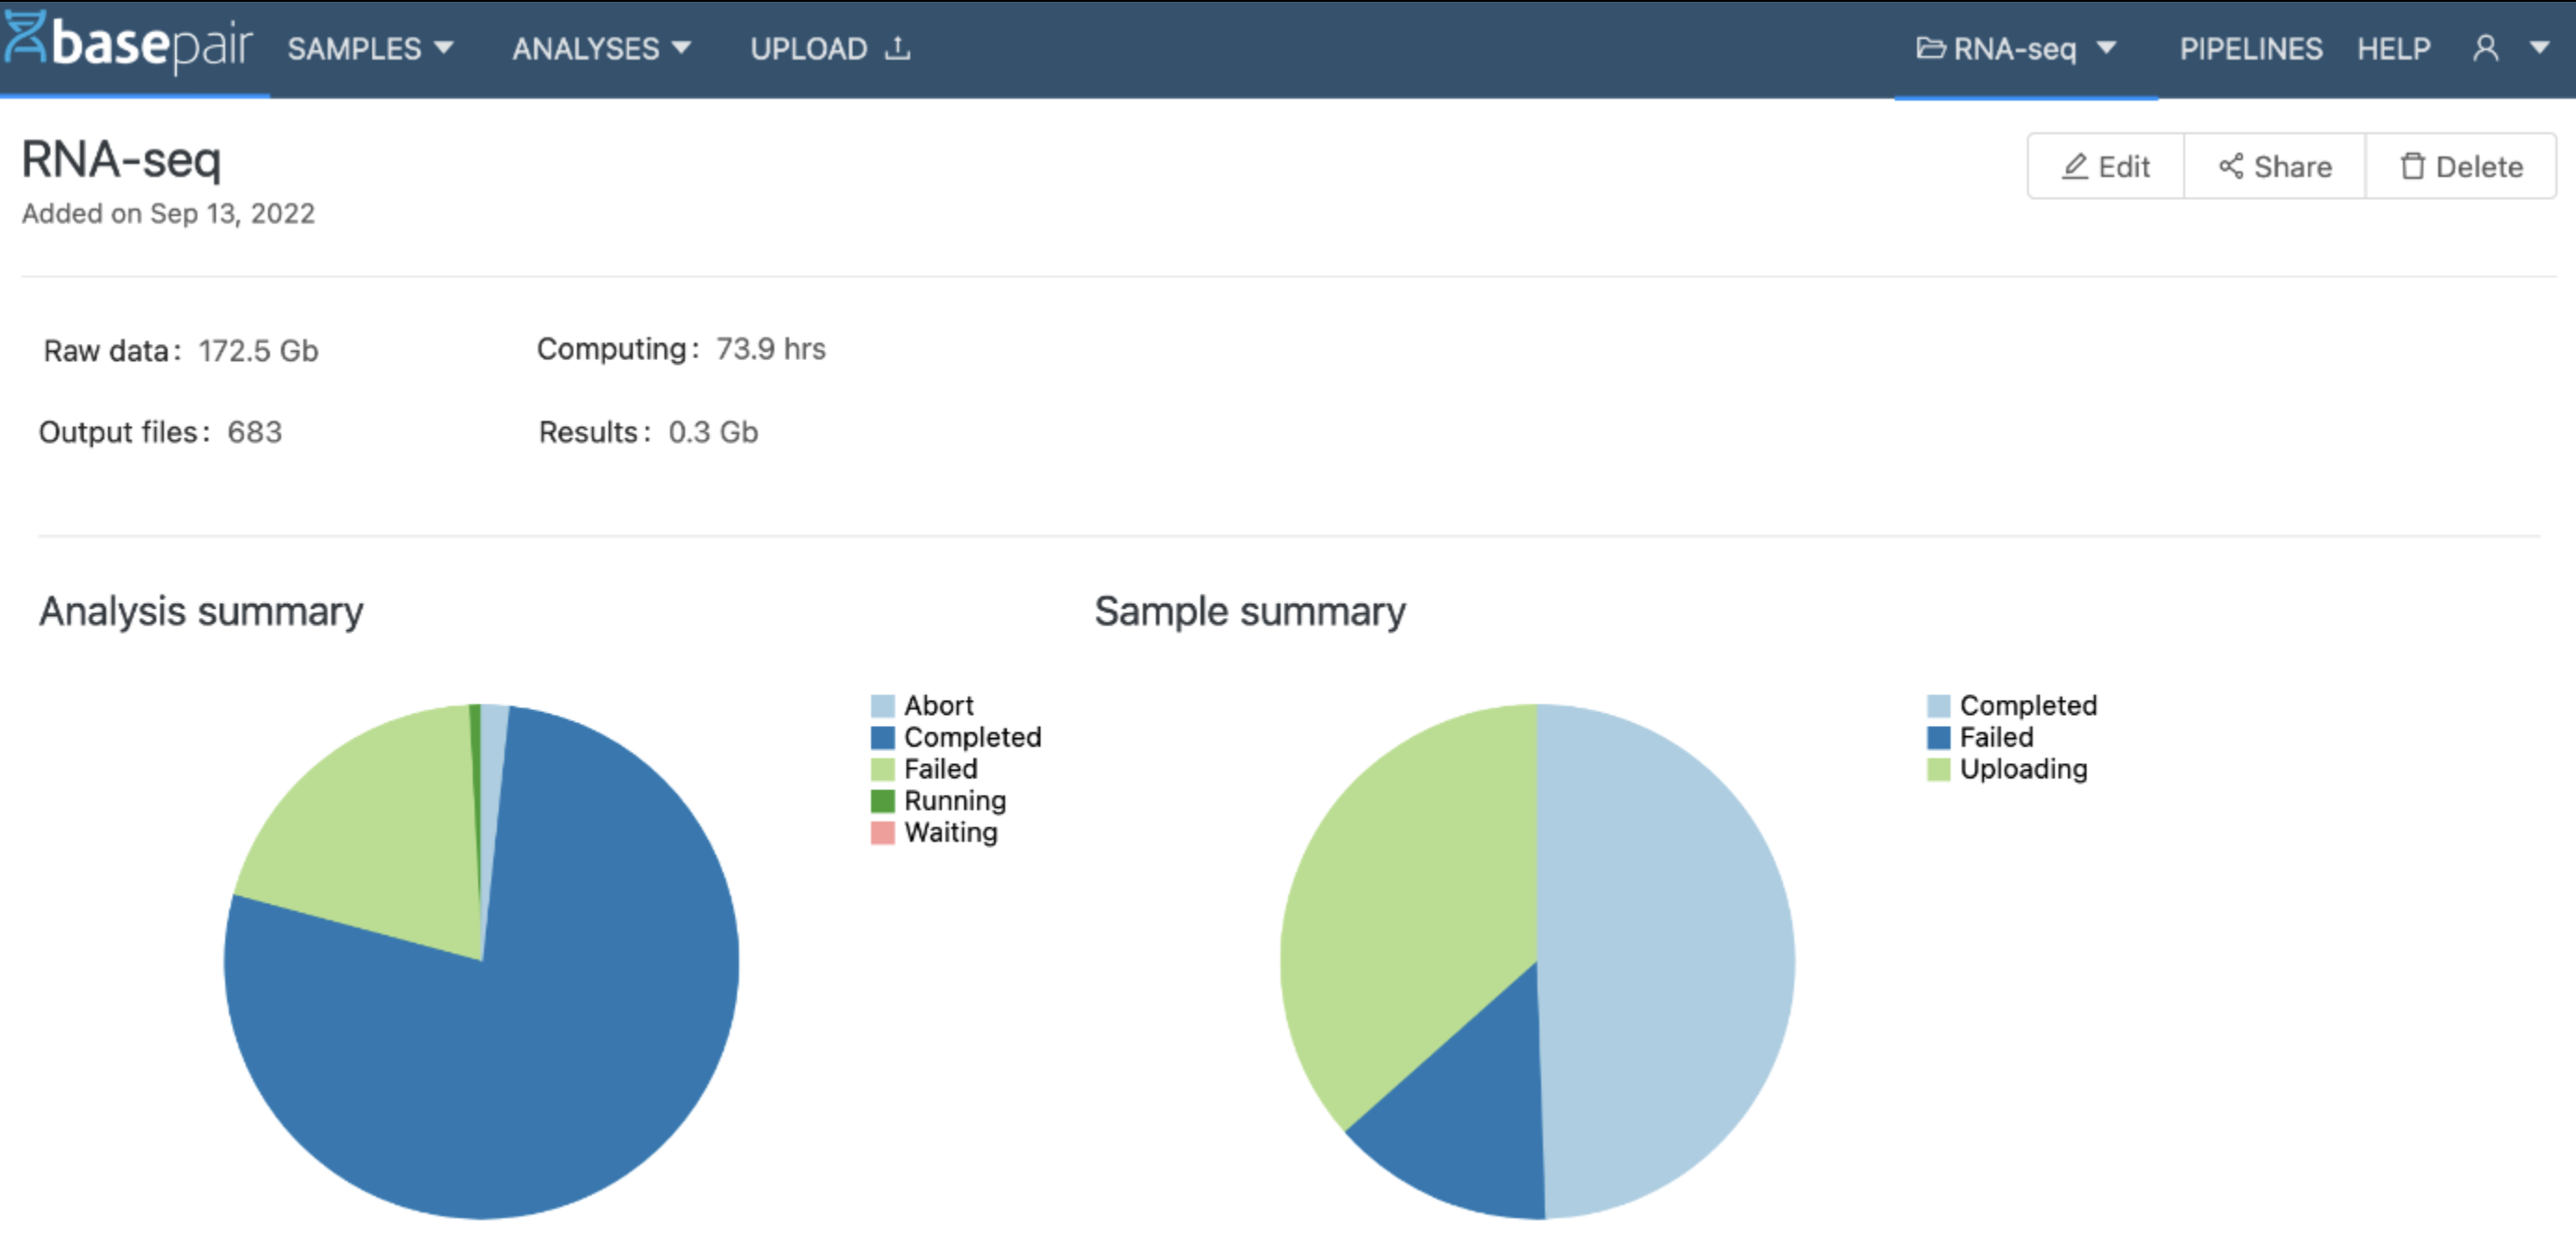 basepair SAMPLES ANALYSES UPLOAD RNA-seq PIPELINES HELP
RNA-seq
Edit Share Delete
Added on Sep 13, 2022
Raw data: 172.5 Gb Computing: 73.9 hrs
Output files: 683 Results: 0.3 Gb
Analysis summary
Abort
Completed
Failed
Running
Waiting
Sample summary
Completed
Failed
Uploading